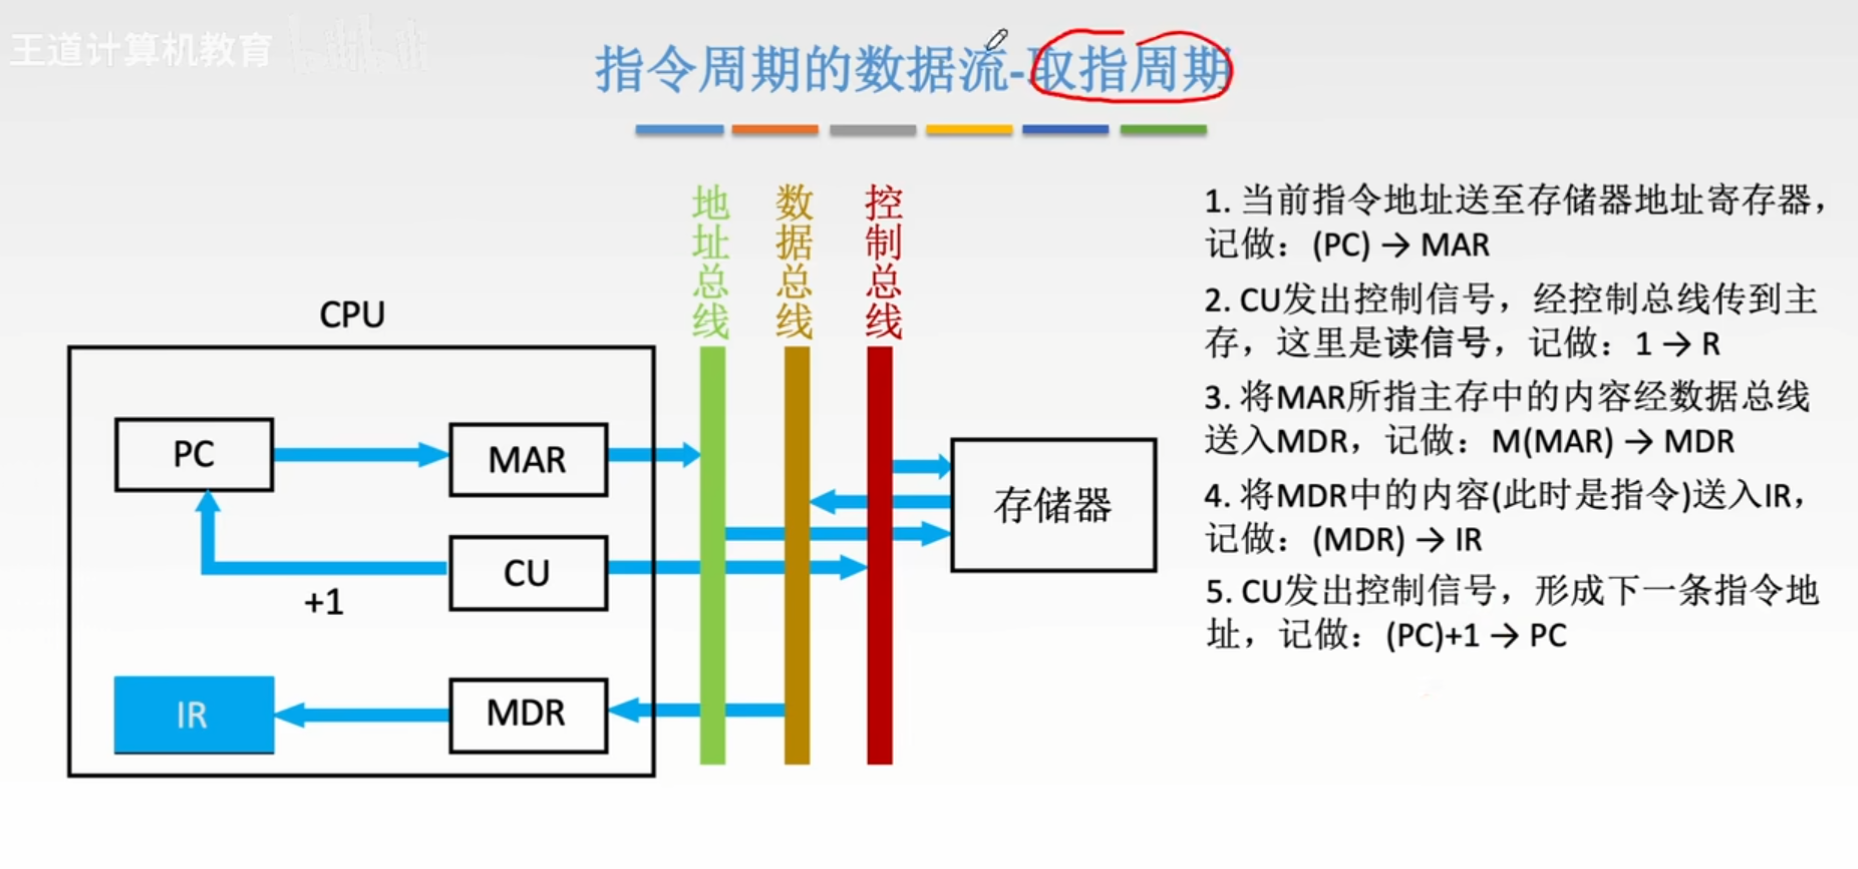 王道计算机教育
指令周期的数据流-取指周期
地址总线
数据总线
控制总线
CPU
PC
MAR
CU
+1
IR
MDR
存储器
1. 当前指令地址送至存储器地址寄存器，
记做：(PC) → MAR
2. CU发出控制信号，经控制总线传到主
存，这里是读信号，记做：1 → R
3. 将MAR所指主存中的内容经数据总线
送入MDR，记做：M(MAR) → MDR
4. 将MDR中的内容(此时是指令)送入IR，
记做：(MDR) → IR
5. CU发出控制信号，形成下一条指令地
址，记做：(PC)+1 → PC